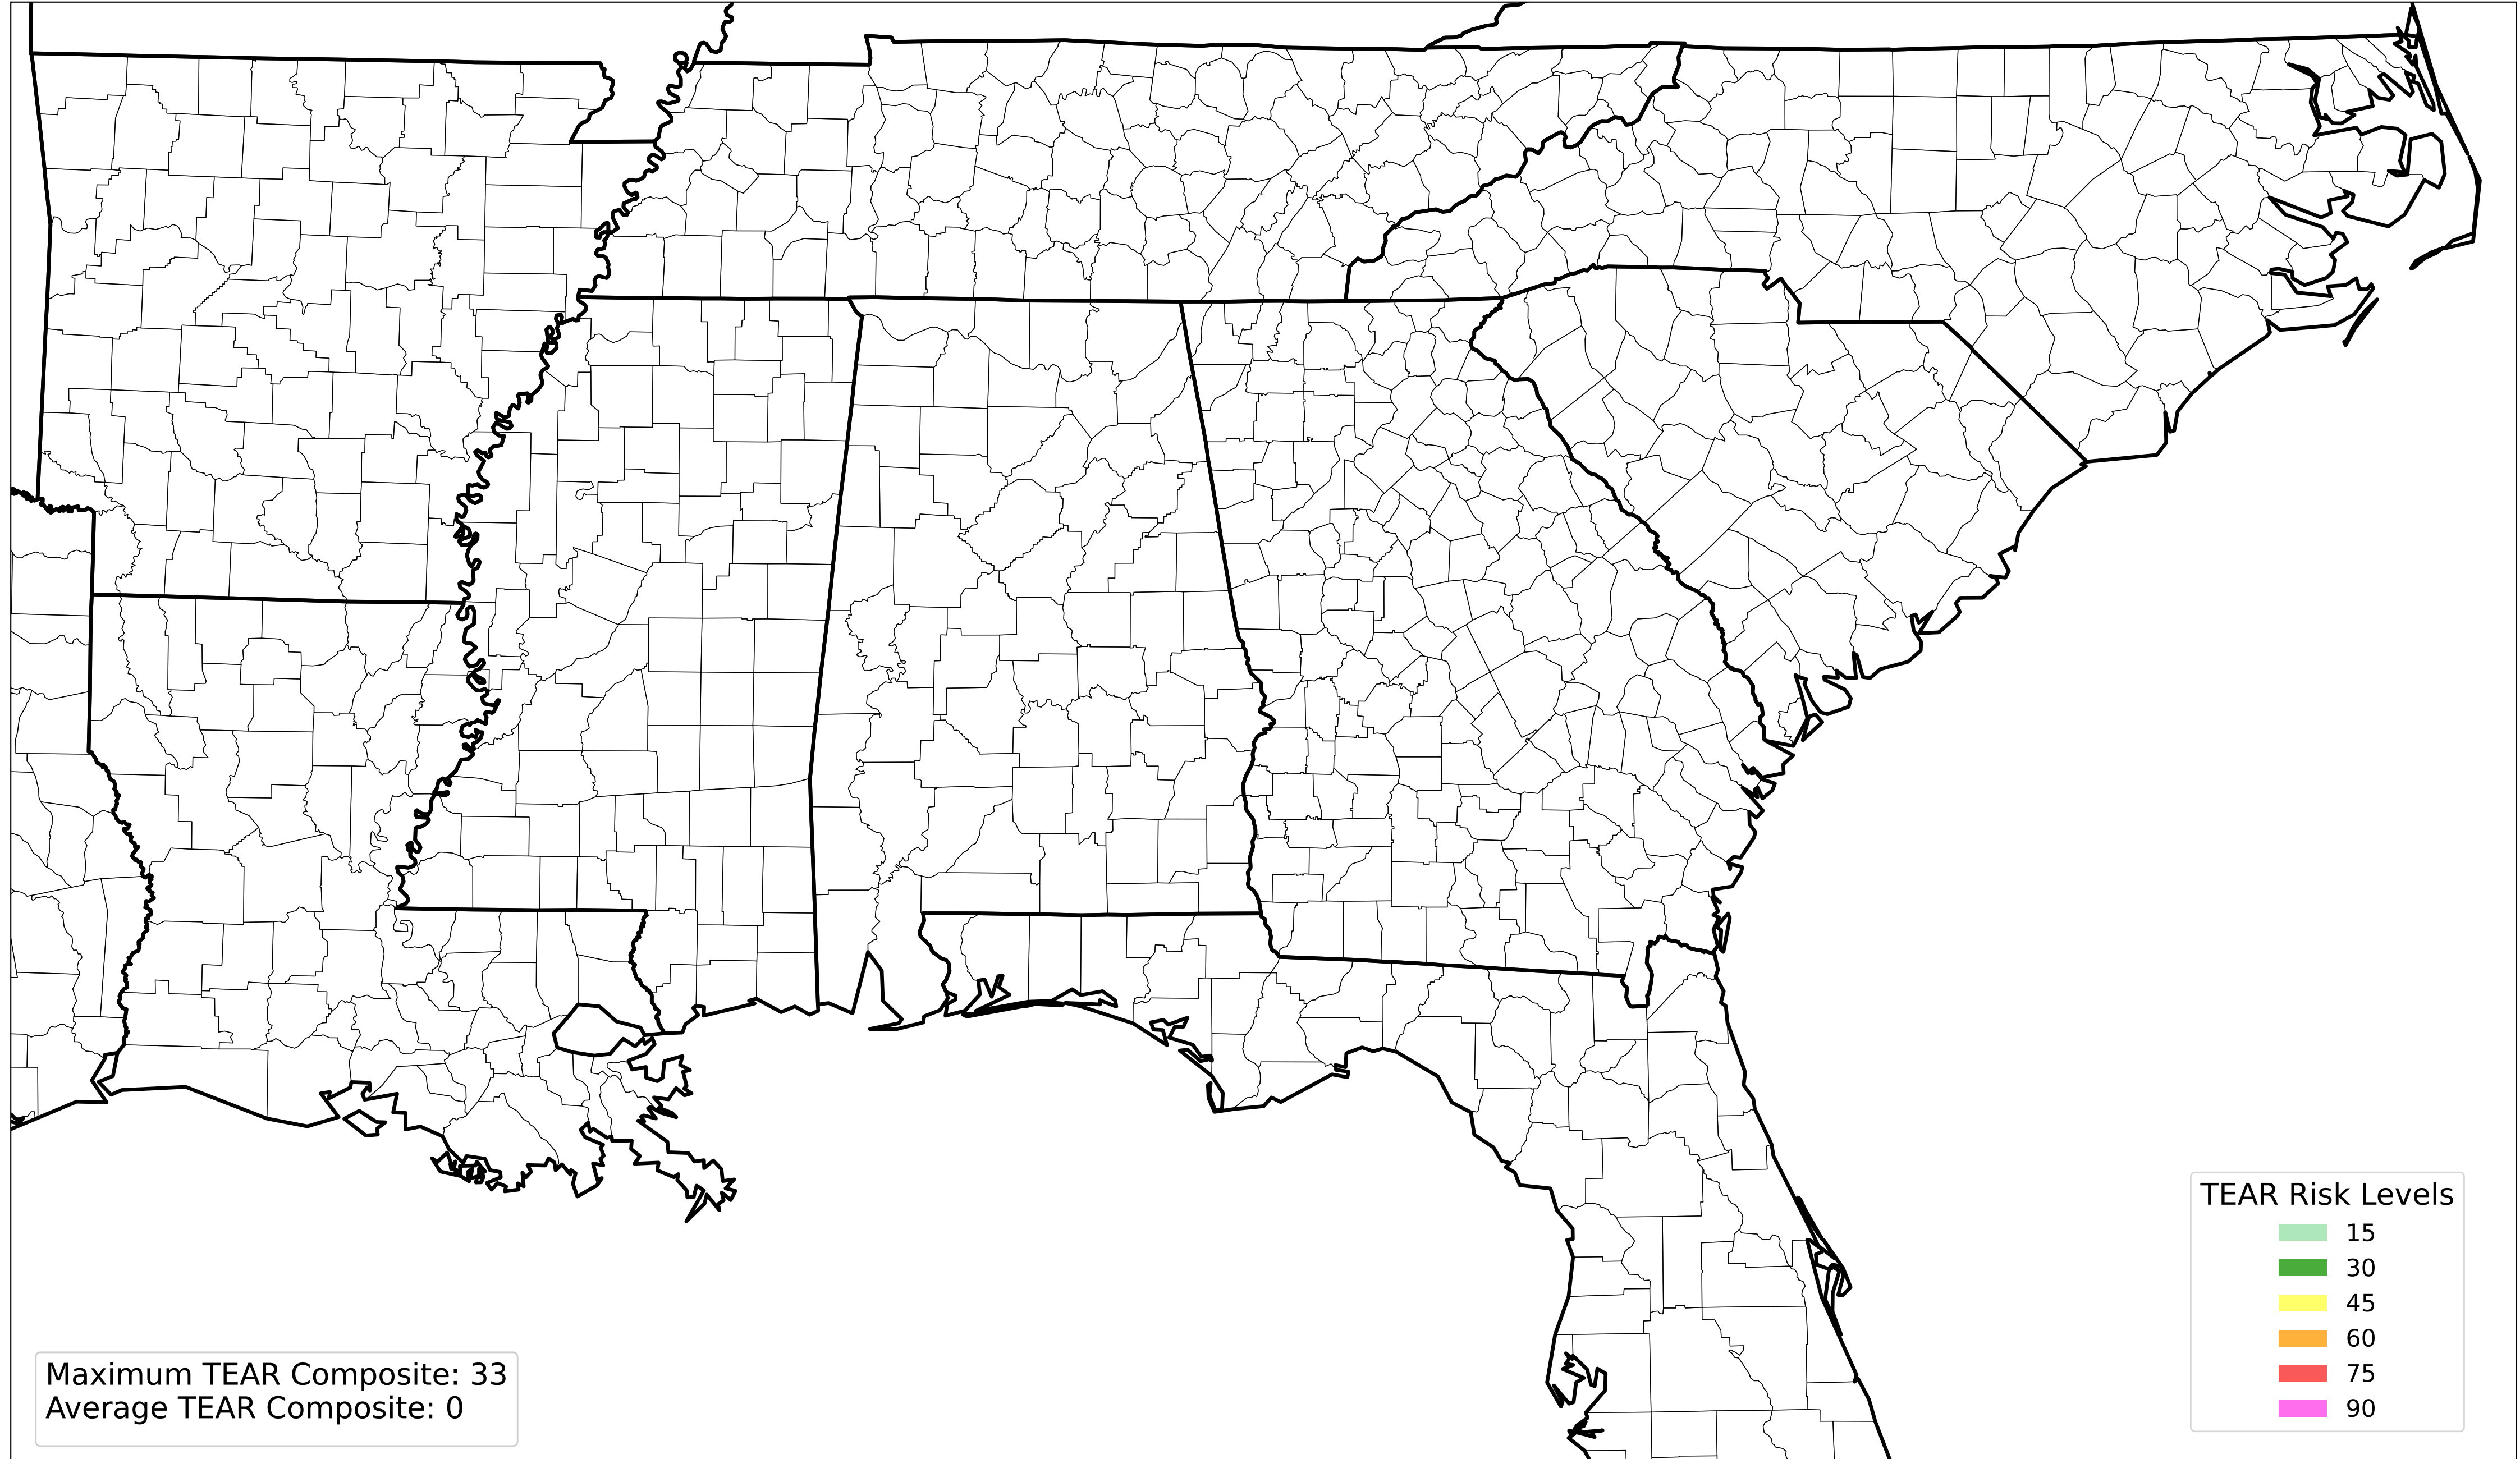 TEAR Risk Levels
15
30
45
60
75
90
Maximum TEAR Composite: 33
Average TEAR Composite: 0